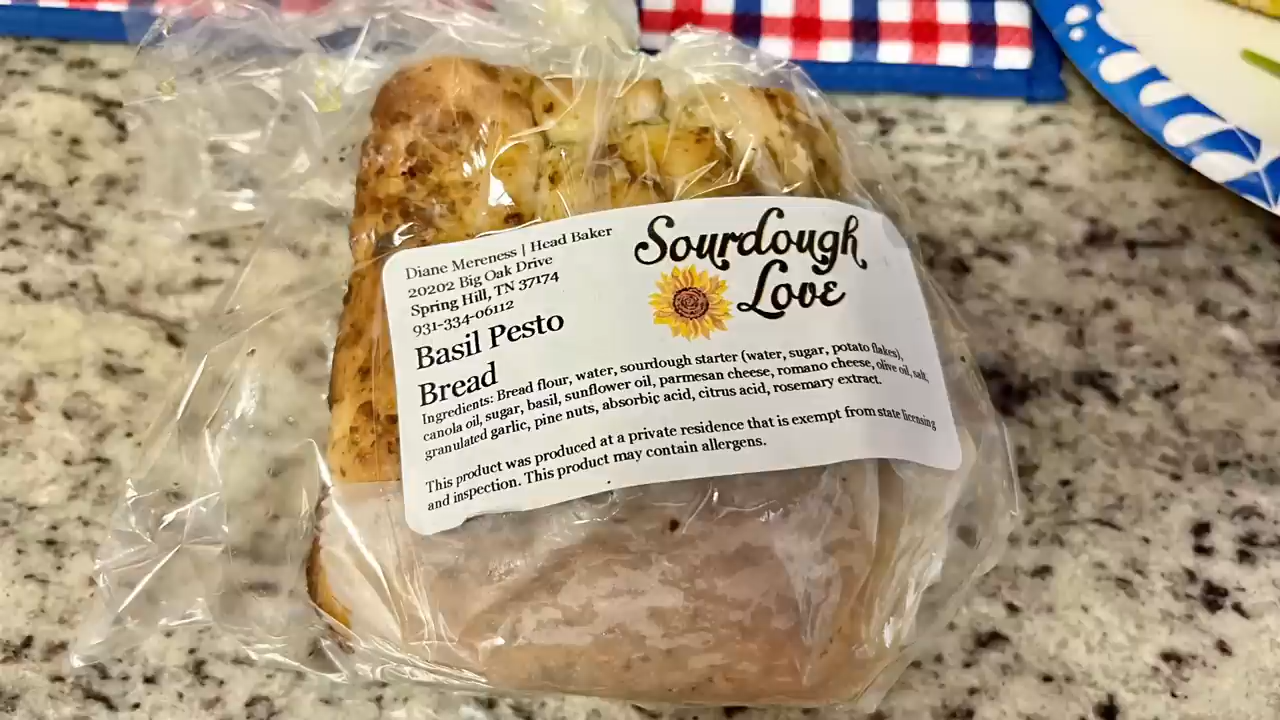 Diane Mereness | Head Baker
20202 Big Oak Drive
Spring Hill, TN 37174
931-334-06112
Sourdough
Love
Basil Pesto
Bread
Ingredients: Bread flour, water, sourdough starter (water, sugar, potato flakes),
canola oil, sugar, basil, sunflower oil, parmesan cheese, romano cheese, olive oil, salt,
granulated garlic, pine nuts, absorbic acid, citrus acid, rosemary extract.
This product was produced at a private residence that is exempt from state licensing
and inspection. This product may contain allergens.